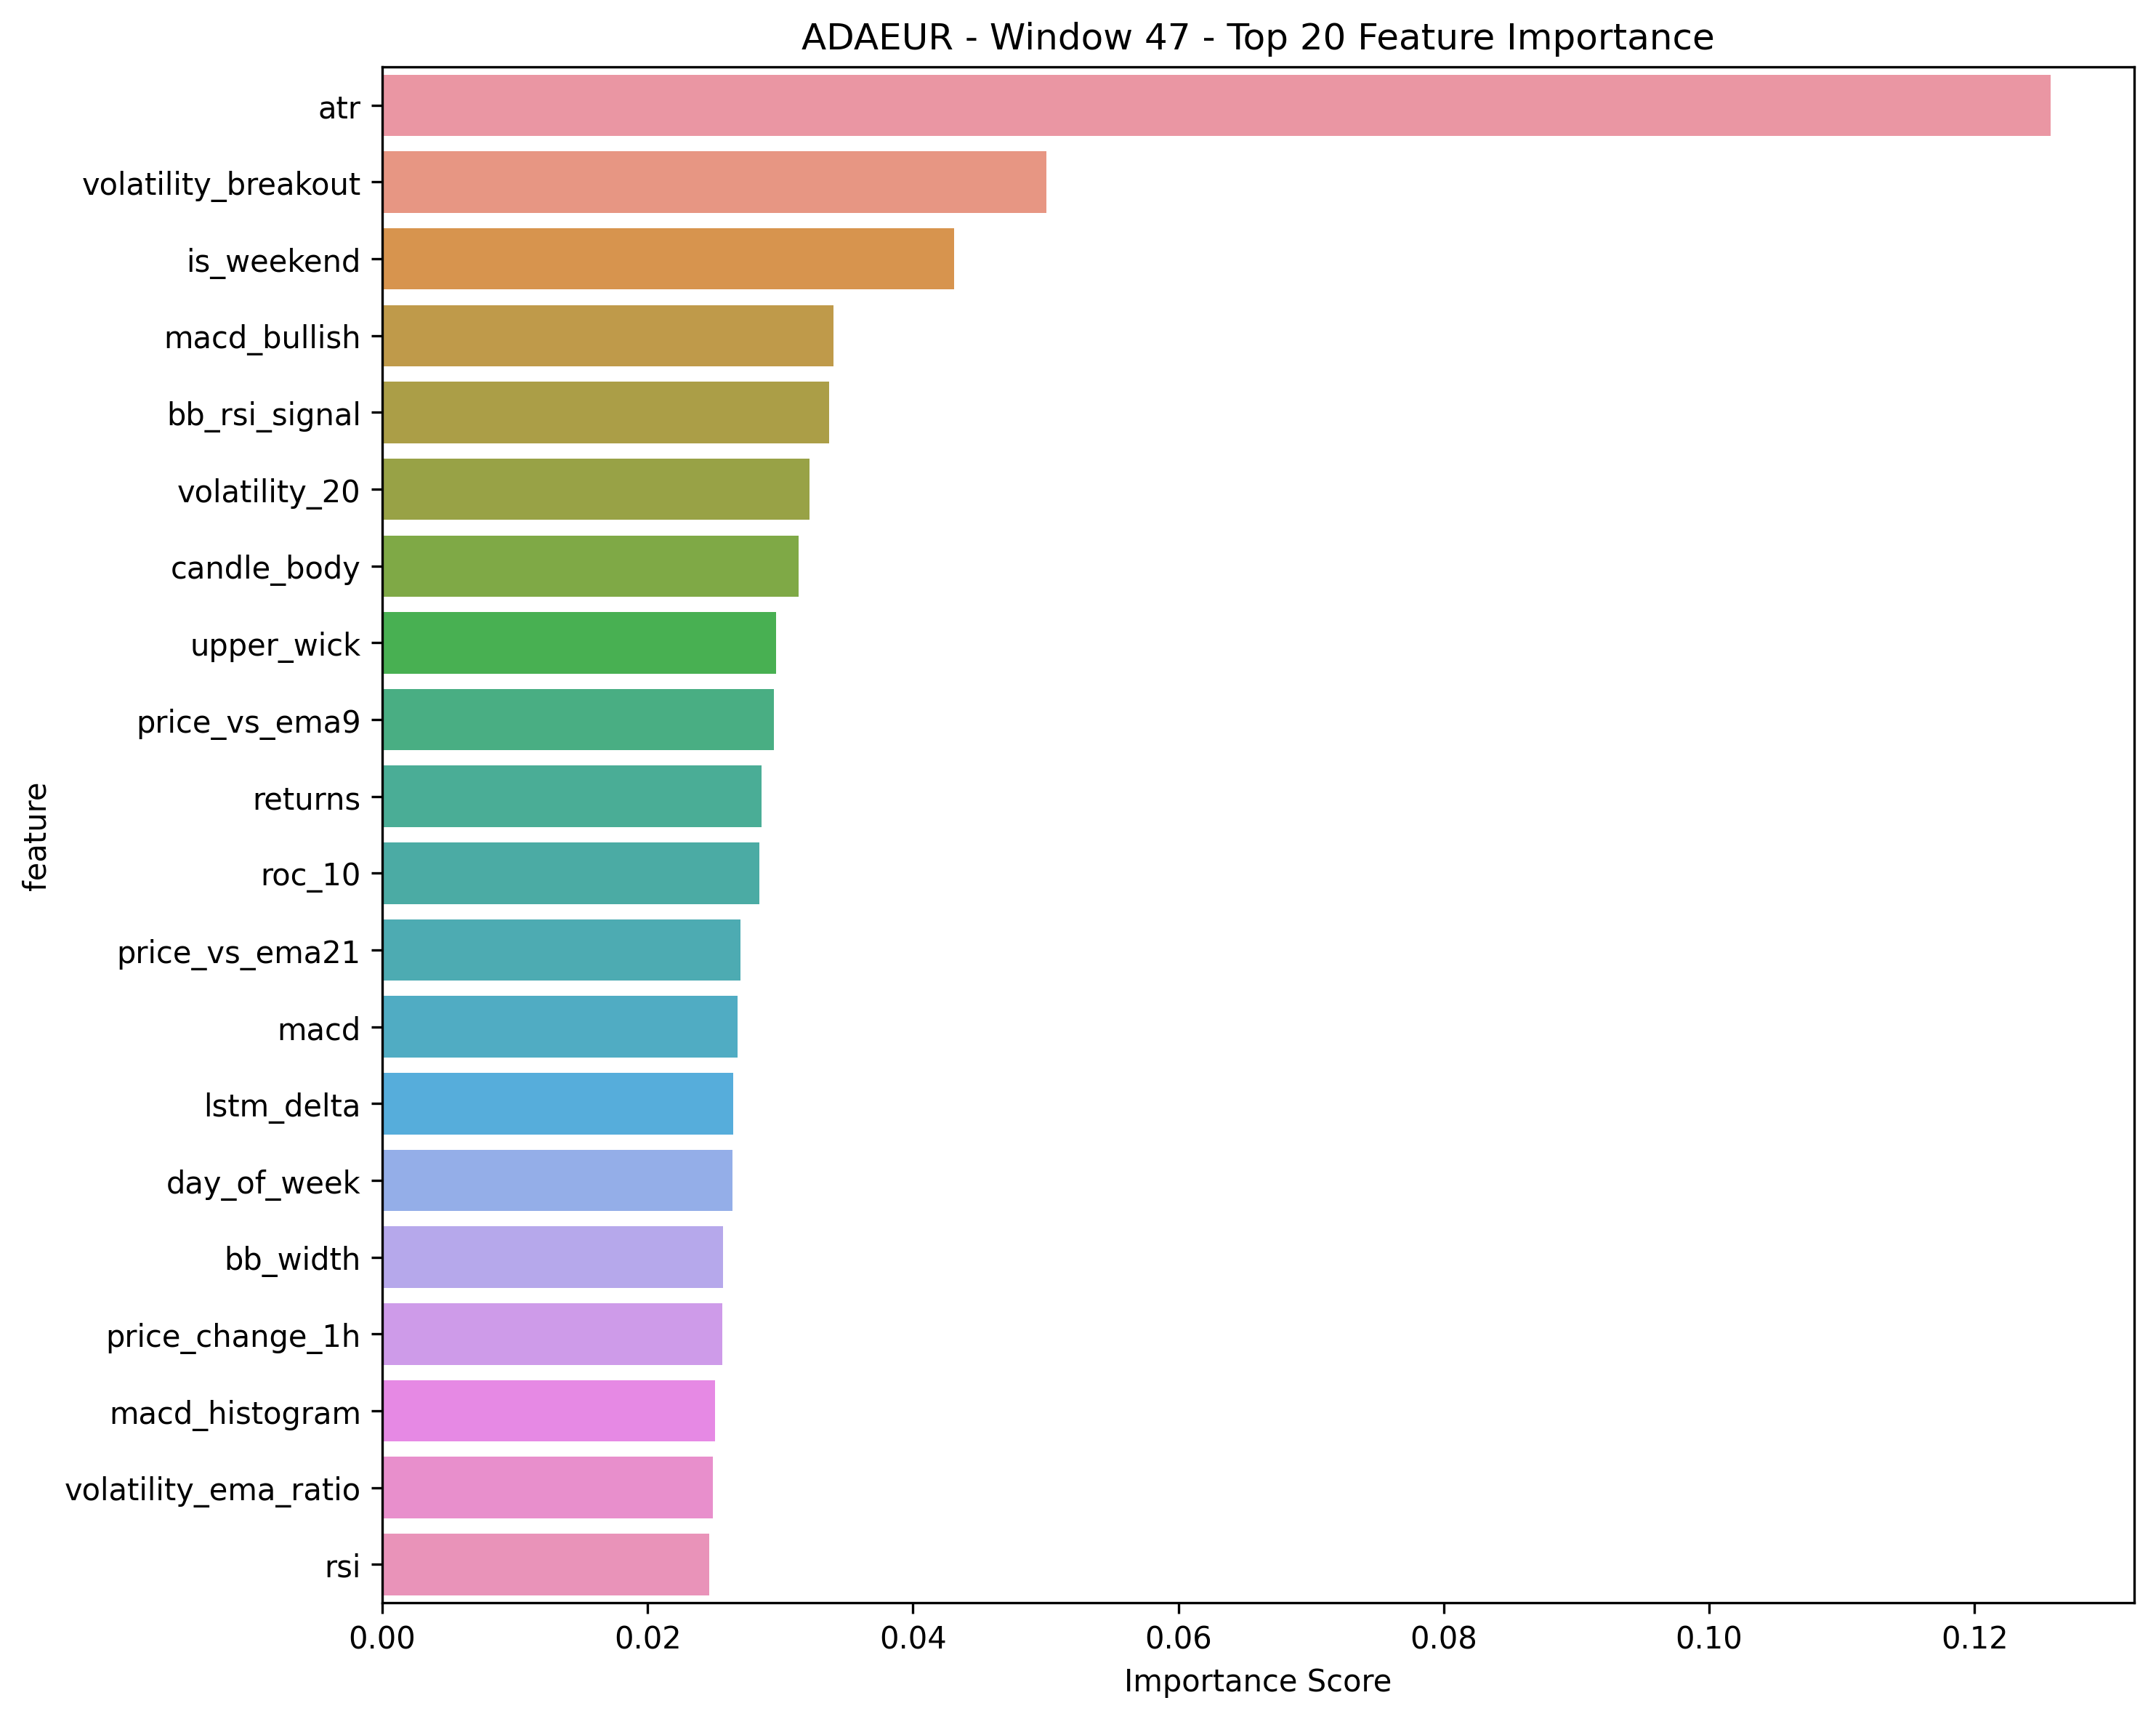 ADAEUR - Window 47 - Top 20 Feature Importance
atr
volatility_breakout
is_weekend
macd_bullish
bb_rsi_signal
volatility_20
candle_body
upper_wick
price_vs_ema9
returns
roc_10
price_vs_ema21
macd
lstm_delta
day_of_week
bb_width
price_change_1h
macd_histogram
volatility_ema_ratio
rsi
feature
0.00 0.02 0.04 0.06 0.08 0.10 0.12
Importance Score